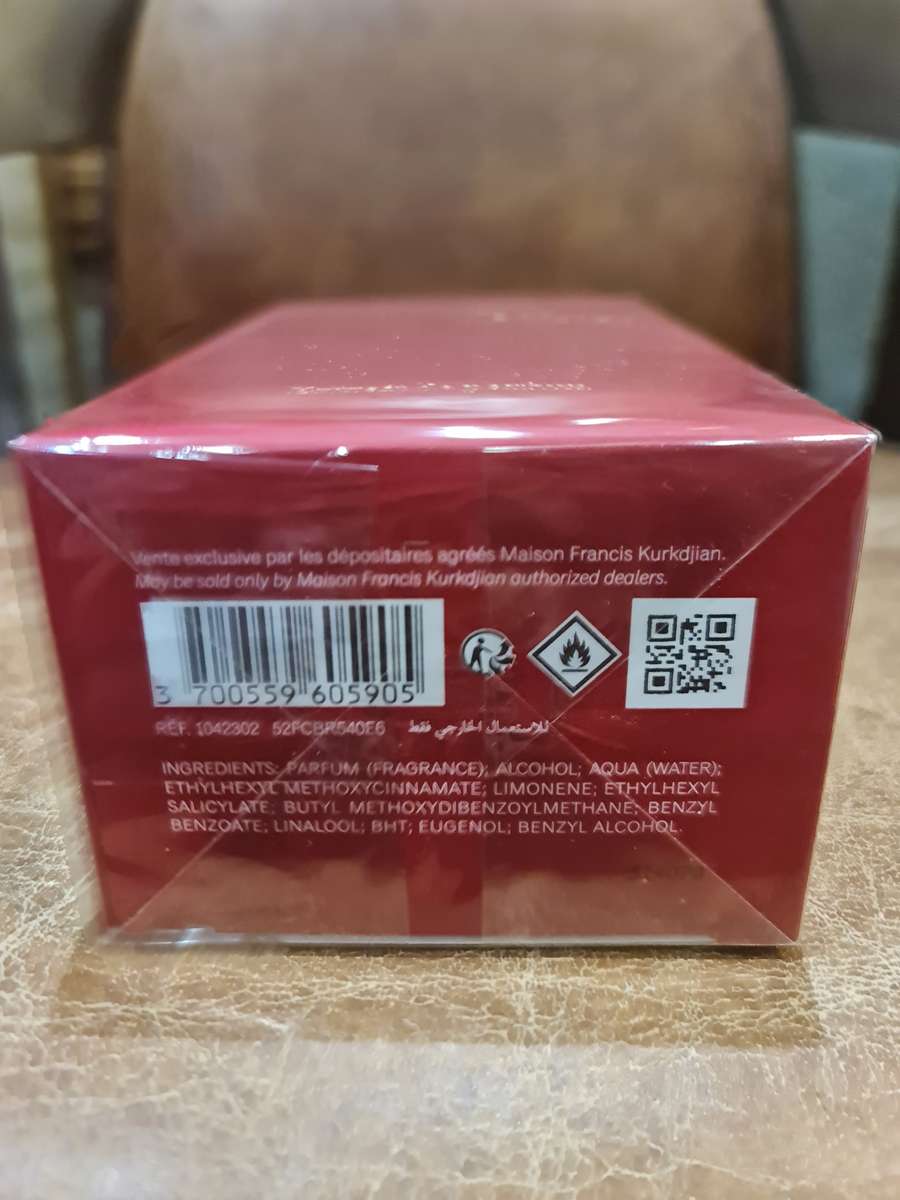 Vente exclusive par les dépositaires agréés Maison Francis Kurkdjian.
May be sold only by Maison Francis Kurkdjian authorized dealers.
3 700559 605905
REF. 1042302 52FCBR540E6 للاستعمال الخارجي فقط
INGREDIENTS: PARFUM (FRAGRANCE); ALCOHOL; AQUA (WATER);
ETHYLHEXYL METHOXYCINNAMATE; LIMONENE; ETHYLHEXYL
SALICYLATE; BUTYL METHOXYDIBENZOYLMETHANE; BENZYL
BENZOATE; LINALOOL; BHT; EUGENOL; BENZYL ALCOHOL.